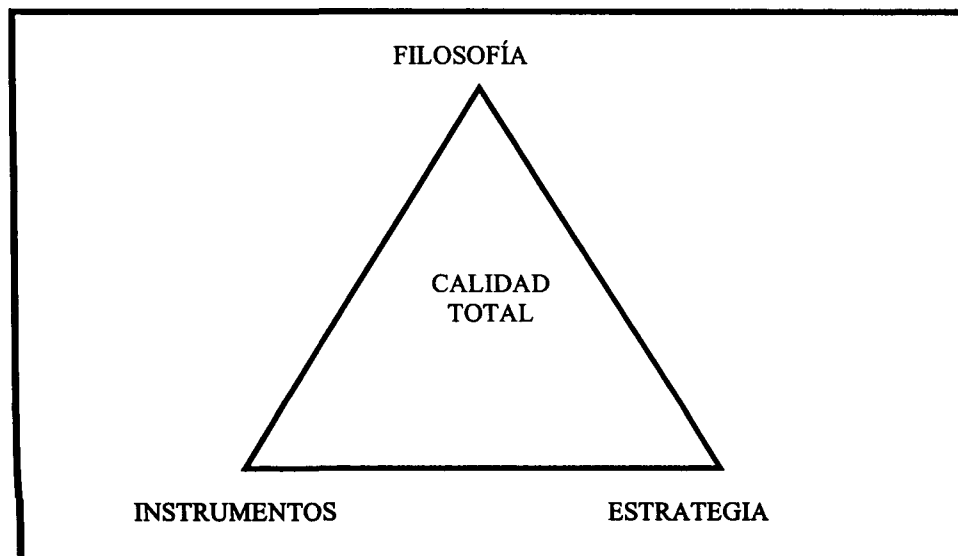 FILOSOFÍA
CALIDAD
TOTAL
INSTRUMENTOS
ESTRATEGIA